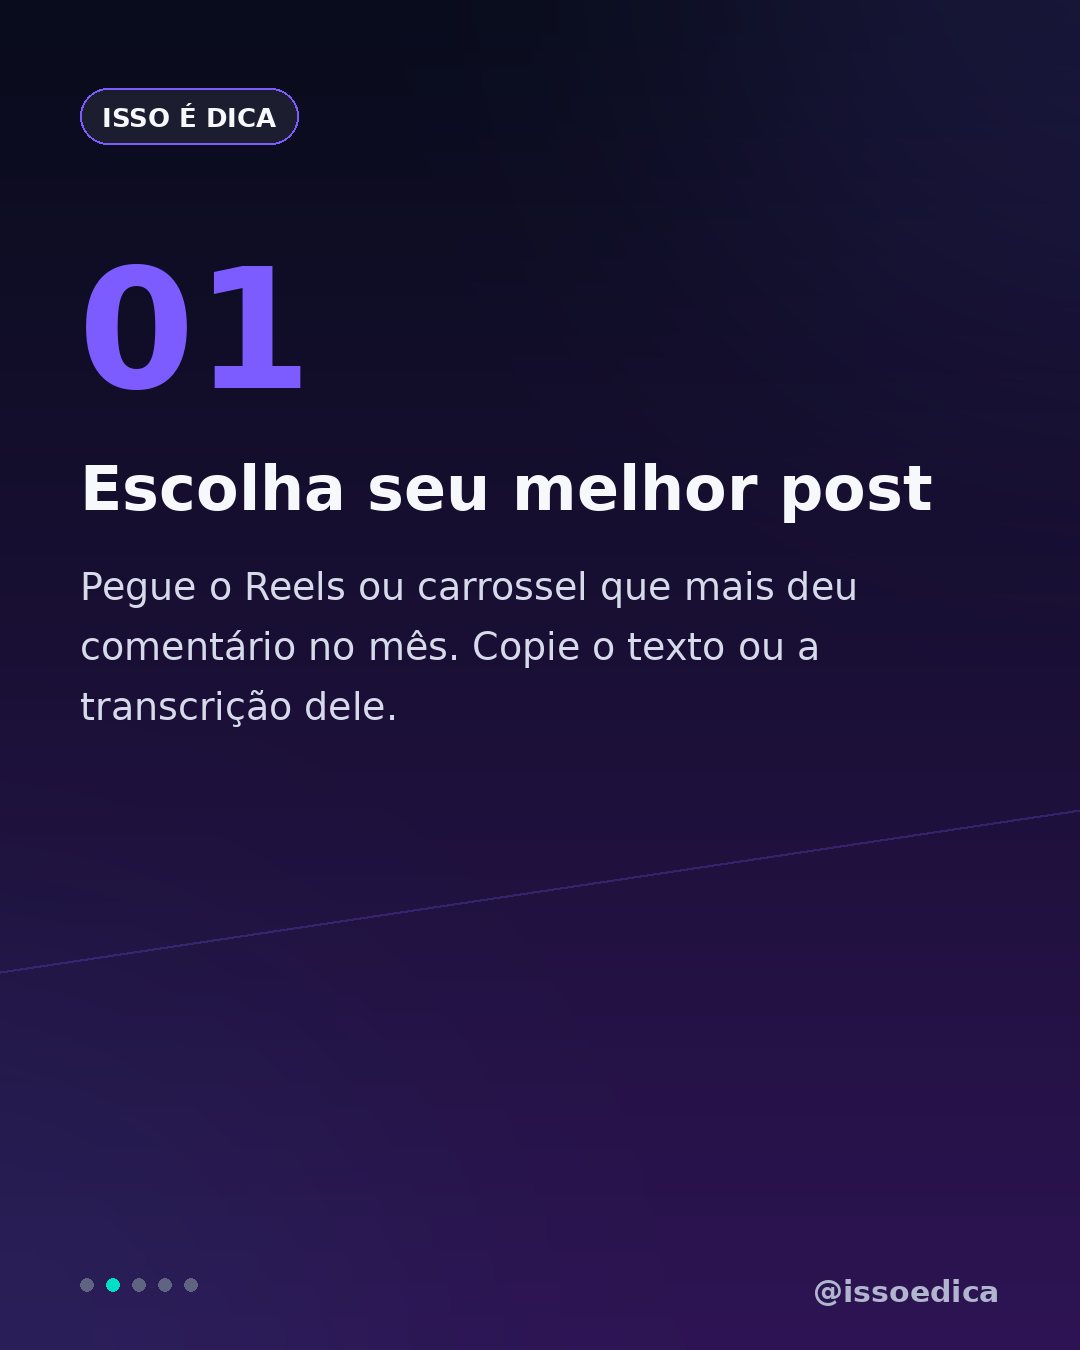 ISSO É DICA
01
Escolha seu melhor post
Pegue o Reels ou carrossel que mais deu
comentário no mês. Copie o texto ou a
transcrição dele.
@issoedica